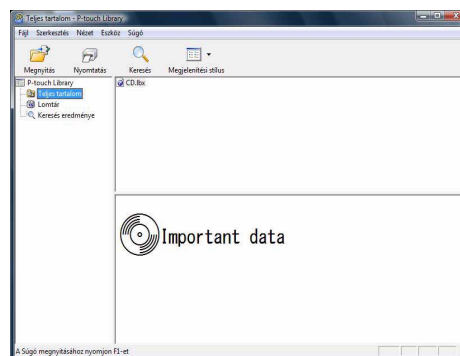 Teljes tartalom - P-touch Library
Fájl Szerkesztés Nézet Eszköz Súgó
Megnyitás Nyomtatás Keresés Megjelenítési stílus
P-touch Library
Teljes tartalom
Lomtár
Keresés eredménye
CD.lbx
Important data
A Súgó megnyitásához nyomjon F1-et